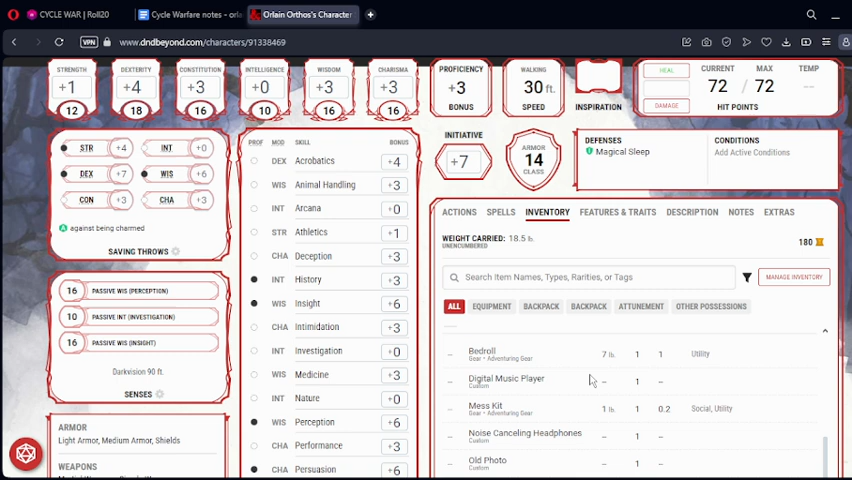 CYCLE WAR | Roll20
Cycle Warfare notes - orla
Orlain Orthos's Character
VPN
www.dndbeyond.com/characters/91338469
STRENGTH
+1
12
DEXTERITY
+4
18
CONSTITUTION
+3
16
INTELLIGENCE
+0
10
WISDOM
+3
16
CHARISMA
+3
16
PROFICIENCY
+3
BONUS
WALKING
30 ft.
SPEED
INSPIRATION
HEAL
DAMAGE
CURRENT
72
/
MAX
72
TEMP
--
HIT POINTS
STR +4
INT +0
DEX +7
WIS +6
CON +3
CHA +3
A against being charmed
SAVING THROWS
16 PASSIVE WIS (PERCEPTION)
10 PASSIVE INT (INVESTIGATION)
16 PASSIVE WIS (INSIGHT)
Darkvision 90 ft.
SENSES
ARMOR
Light Armor, Medium Armor, Shields
WEAPONS
PROF MOD SKILL BONUS
DEX Acrobatics +4
WIS Animal Handling +3
INT Arcana +0
STR Athletics +1
CHA Deception +3
INT History +3
WIS Insight +6
CHA Intimidation +3
INT Investigation +0
WIS Medicine +3
INT Nature +0
WIS Perception +6
CHA Performance +3
CHA Persuasion +6
INITIATIVE
+7
ARMOR
14
CLASS
DEFENSES
Magical Sleep
CONDITIONS
Add Active Conditions
ACTIONS SPELLS INVENTORY FEATURES & TRAITS DESCRIPTION NOTES EXTRAS
WEIGHT CARRIED: 18.5 lb.
UNENCUMBERED
180
Search Item Names, Types, Rarities, or Tags
MANAGE INVENTORY
ALL EQUIPMENT BACKPACK BACKPACK ATTUNEMENT OTHER POSSESSIONS
-- Bedroll 7 lb. 1 1 Utility
Gear • Adventuring Gear
-- Digital Music Player -- 1 --
Custom
-- Mess Kit 1 lb. 1 0.2 Social, Utility
Gear • Adventuring Gear
-- Noise Canceling Headphones -- 1 --
Custom
-- Old Photo -- 1 --
Custom